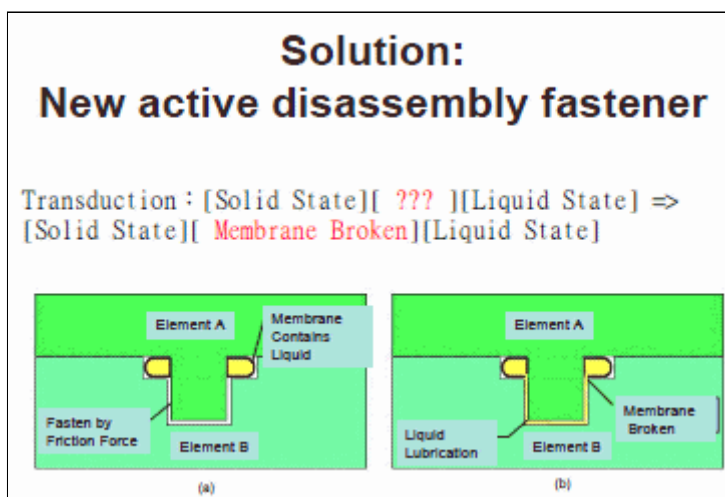 Solution:
New active disassembly fastener
Transduction：[Solid State][ ??? ][Liquid State] =>
[Solid State][ Membrane Broken][Liquid State]
Element A
Membrane
Contains
Liquid
Fasten by
Friction Force
Element B
(a)
Element A
Membrane
Broken
Liquid
Lubrication
Element B
(b)